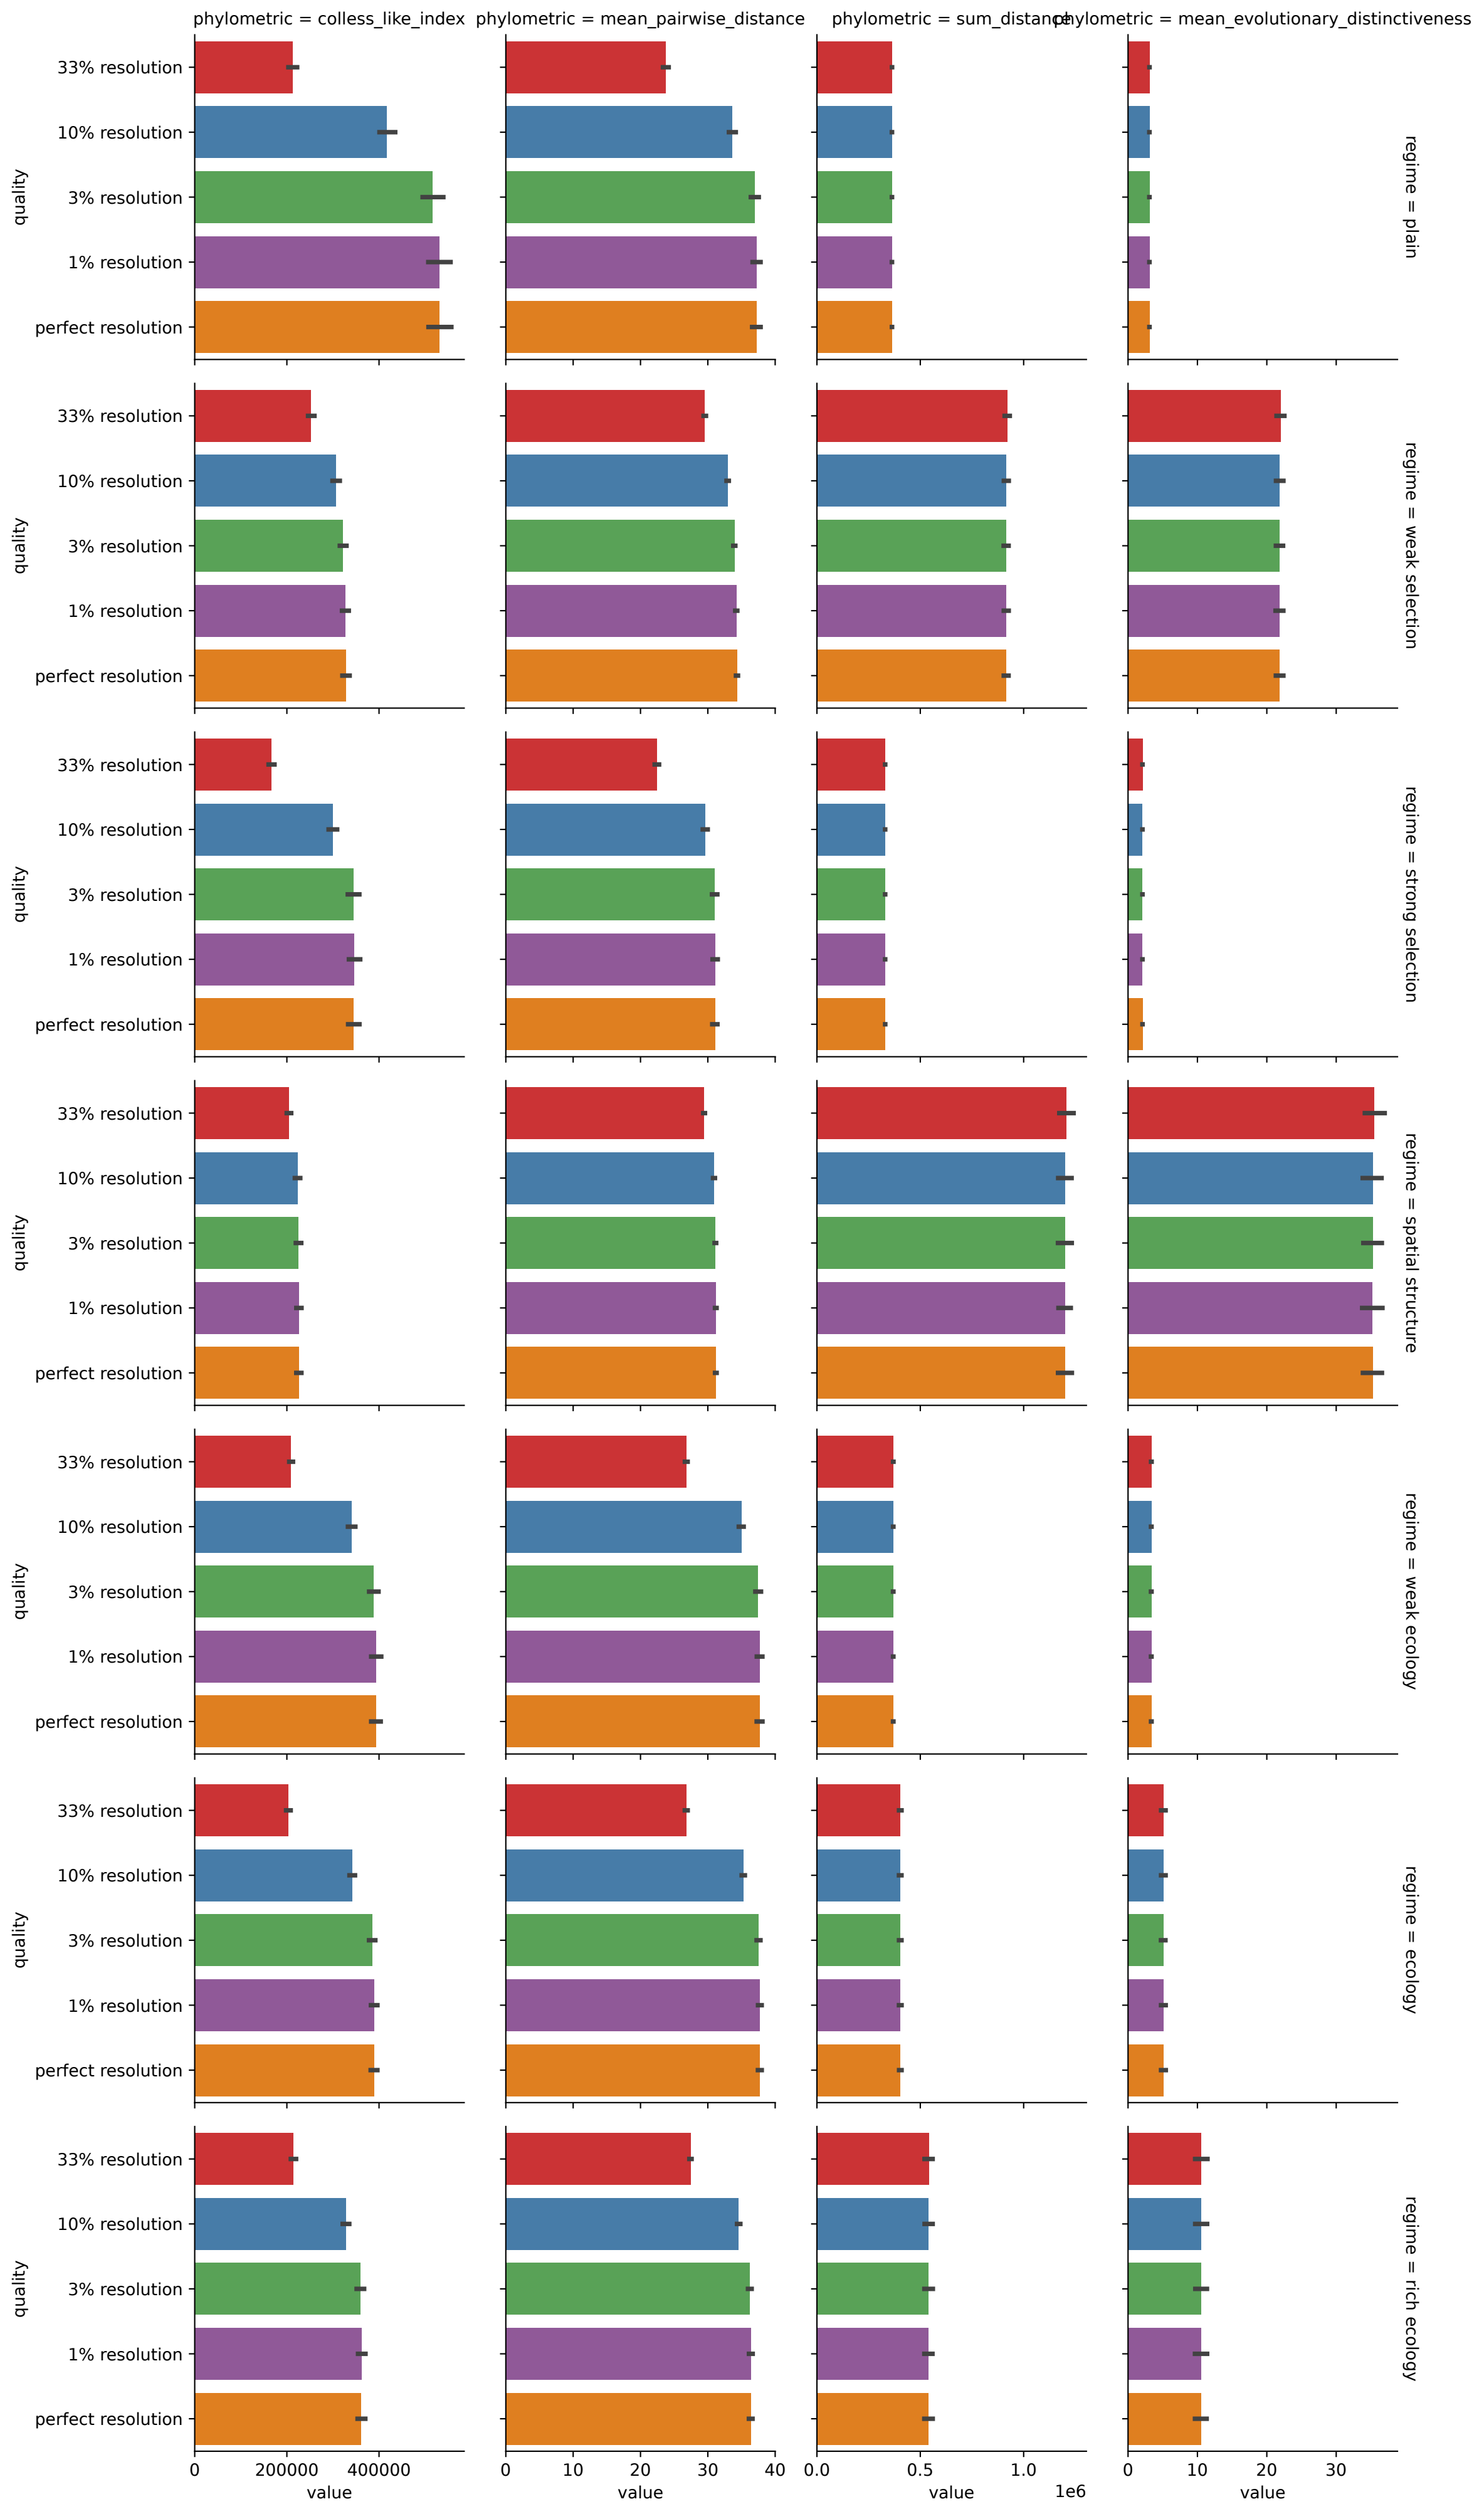 phylometric = colless_like_index
phylometric = mean_pairwise_distance
phylometric = sum_distance
phylometric = mean_evolutionary_distinctiveness
33% resolution
10% resolution
3% resolution
1% resolution
perfect resolution
quality
regime = plain
33% resolution
10% resolution
3% resolution
1% resolution
perfect resolution
quality
regime = weak selection
33% resolution
10% resolution
3% resolution
1% resolution
perfect resolution
quality
regime = strong selection
33% resolution
10% resolution
3% resolution
1% resolution
perfect resolution
quality
regime = spatial structure
33% resolution
10% resolution
3% resolution
1% resolution
perfect resolution
quality
regime = weak ecology
33% resolution
10% resolution
3% resolution
1% resolution
perfect resolution
quality
regime = ecology
33% resolution
10% resolution
3% resolution
1% resolution
perfect resolution
quality
regime = rich ecology
0 200000 400000
value
0 10 20 30 40
value
0.0 0.5 1.0
1e6
value
0 10 20 30
value